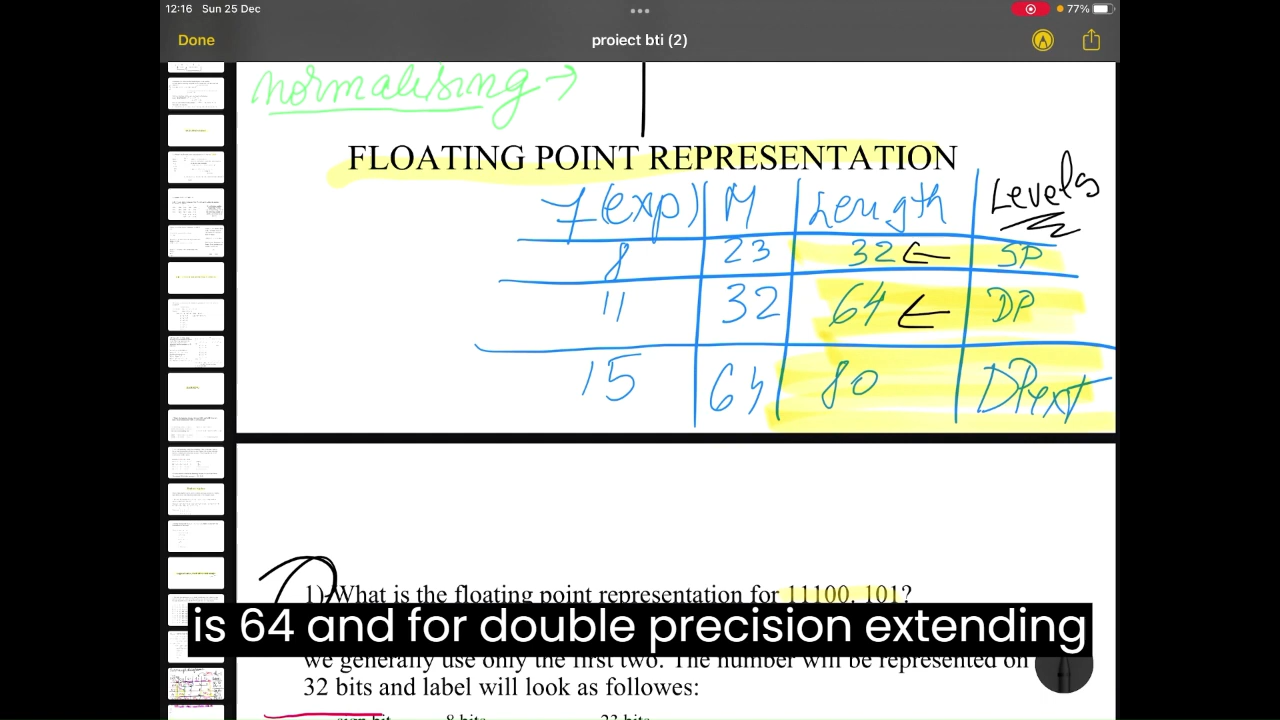 12:16 Sun 25 Dec
77%
Done
proiect bti (2)
normalising →
FLOATING POINT REPRESENTATION
(exp) M Length Levels
8 23 32 ← SP
11 32 64 ← DP
15 64 80 DPext
1) What is the floating point representation for 11100,101?
is 64 and for double precision extending
we generally use only the first two. The number will be represented on
32 bits and label will look as followes:
sign bit 8 bits 23 bits